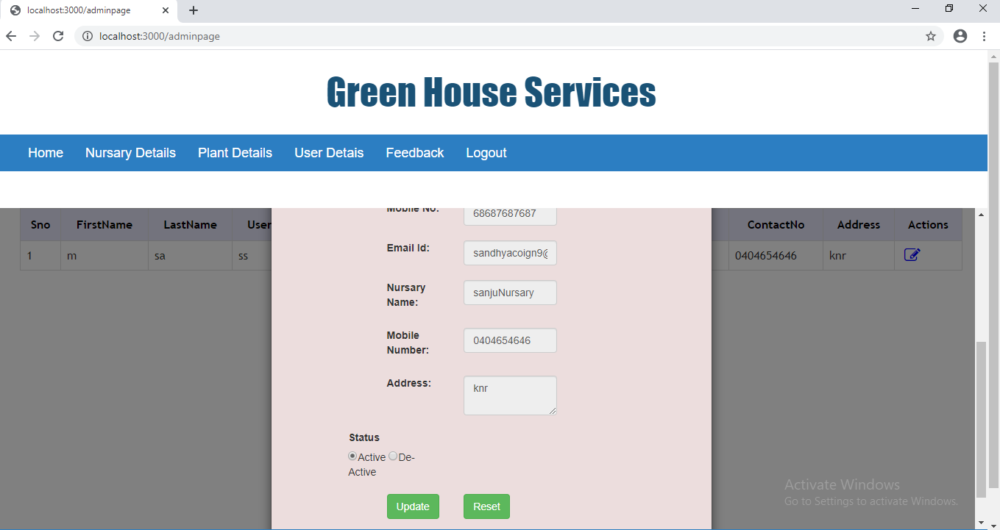 localhost:3000/adminpage
localhost:3000/adminpage
Green House Services
Home Nursary Details Plant Details User Detais Feedback Logout
Sno FirstName LastName User Mobile No: 68687687687 ContactNo Address Actions
1 m sa ss Email Id: sandhyacoign9@ 0404654646 knr
Nursary
Name: sanjuNursary
Mobile
Number: 0404654646
Address: knr
Status
Active De-
Active
Update Reset
Activate Windows
Go to Settings to activate Windows.